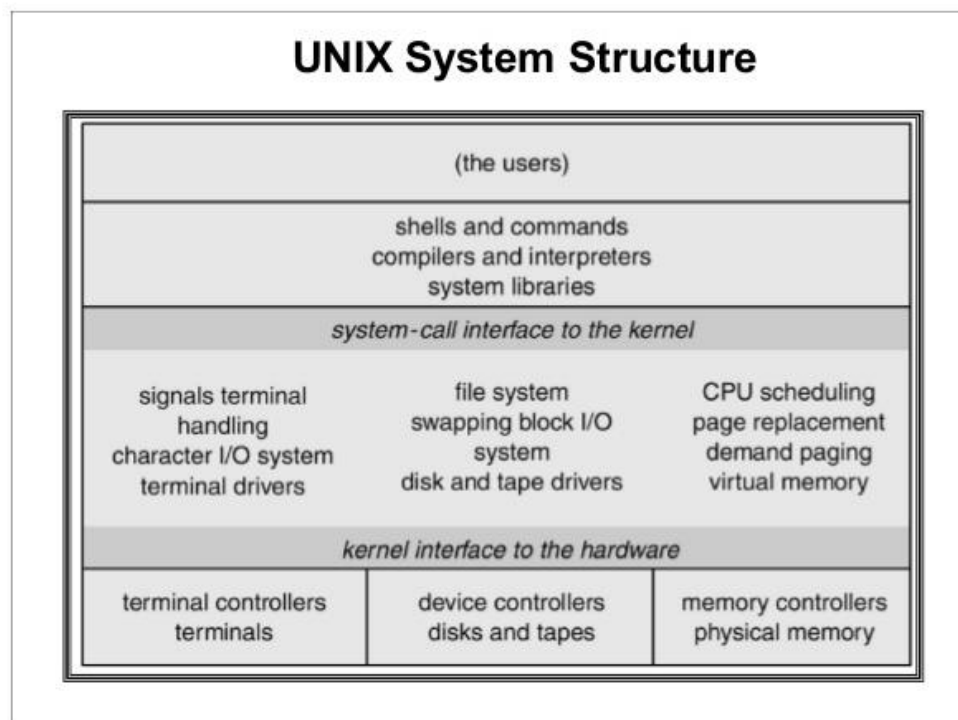 UNIX System Structure
(the users)
shells and commands
compilers and interpreters
system libraries
system-call interface to the kernel
signals terminal
handling
character I/O system
terminal drivers
file system
swapping block I/O
system
disk and tape drivers
CPU scheduling
page replacement
demand paging
virtual memory
kernel interface to the hardware
terminal controllers
terminals
device controllers
disks and tapes
memory controllers
physical memory